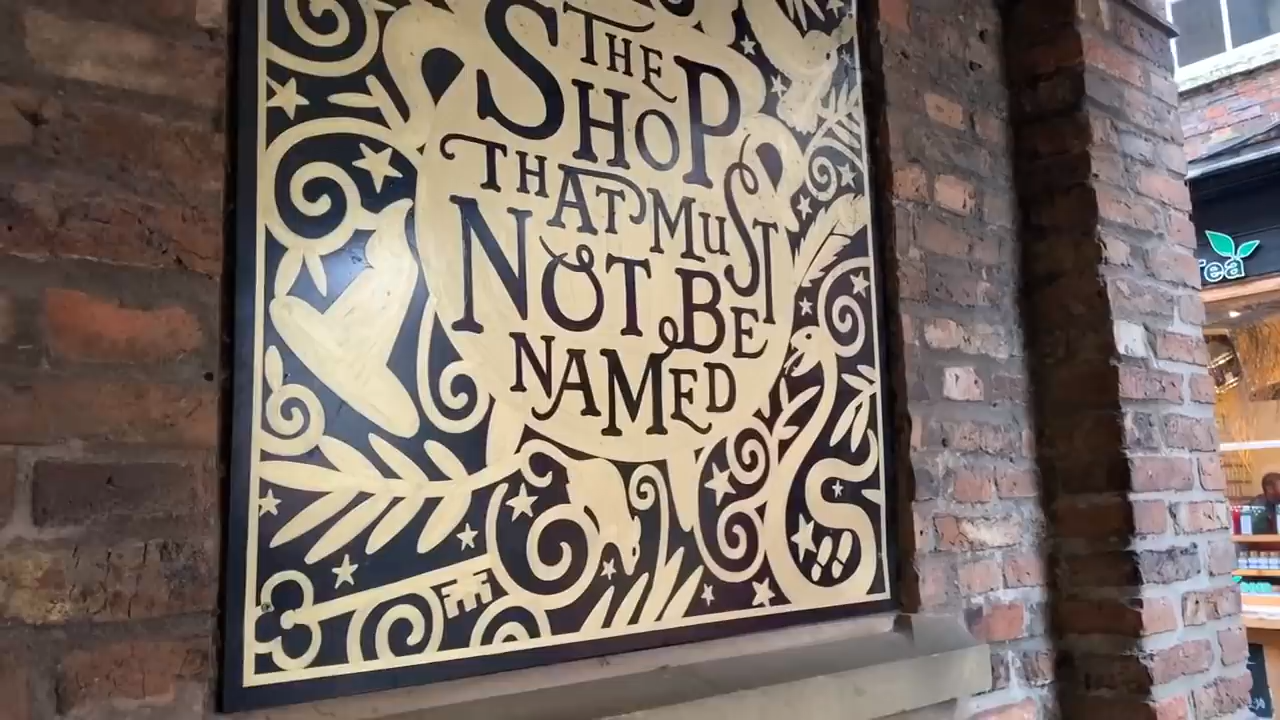 THE
SHOP
THAT MUST
NOT BE
NAMED
Tea